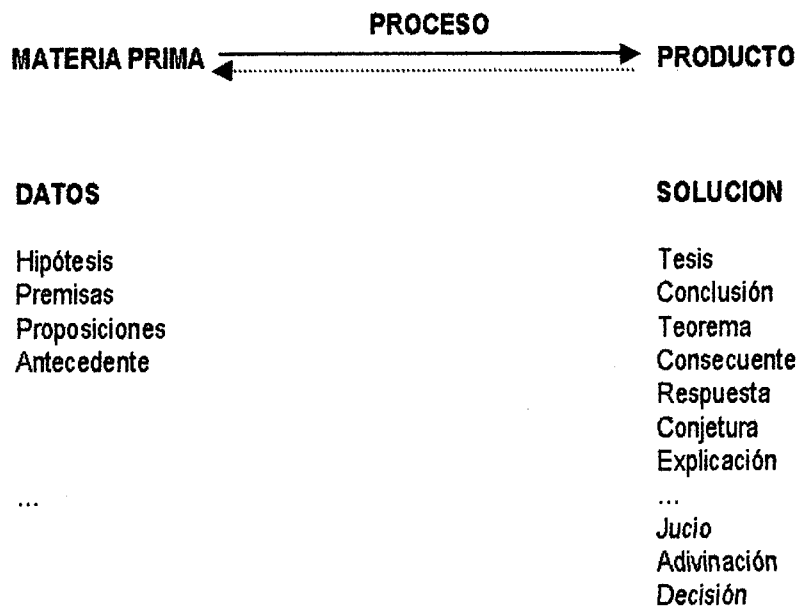 PROCESO
MATERIA PRIMA PRODUCTO
DATOS SOLUCION
Hipótesis Tesis
Premisas Conclusión
Proposiciones Teorema
Antecedente Consecuente
Respuesta
Conjetura
Explicación
... ...
Jucio
Adivinación
Decisión